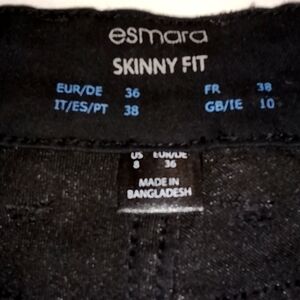 esmara
SKINNY FIT
EUR/DE 36 FR 38
IT/ES/PT 38 GB/IE 10
US EUR/DE
8 36
MADE IN
BANGLADESH